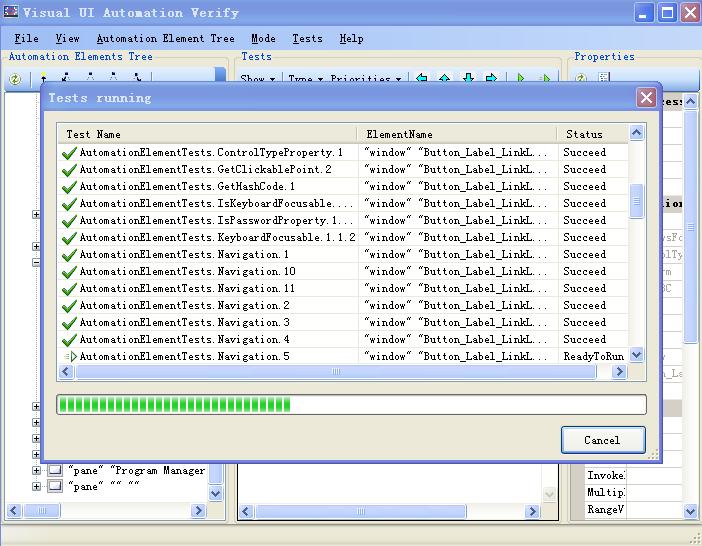 Visual UI Automation Verify
File View Automation Element Tree Mode Tests Help
Automation Elements Tree Tests Properties
Show Type Priorities
Tests running
Test Name ElementName Status
AutomationElementTests.ControlTypeProperty.1 "window" "Button_Label_LinkL... Succeed
AutomationElementTests.GetClickablePoint.2 "window" "Button_Label_LinkL... Succeed
AutomationElementTests.GetHashCode.1 "window" "Button_Label_LinkL... Succeed
AutomationElementTests.IsKeyboardFocusable.... "window" "Button_Label_LinkL... Succeed
AutomationElementTests.IsPasswordProperty.1... "window" "Button_Label_LinkL... Succeed
AutomationElementTests.KeyboardFocusable.1.1.2 "window" "Button_Label_LinkL... Succeed
AutomationElementTests.Navigation.1 "window" "Button_Label_LinkL... Succeed
AutomationElementTests.Navigation.10 "window" "Button_Label_LinkL... Succeed
AutomationElementTests.Navigation.11 "window" "Button_Label_LinkL... Succeed
AutomationElementTests.Navigation.2 "window" "Button_Label_LinkL... Succeed
AutomationElementTests.Navigation.3 "window" "Button_Label_LinkL... Succeed
AutomationElementTests.Navigation.4 "window" "Button_Label_LinkL... Succeed
AutomationElementTests.Navigation.5 "window" "Button_Label_LinkL... ReadyToRun
Cancel
"pane" "Program Manager
"pane" "" ""
Invoke
Multip
RangeV